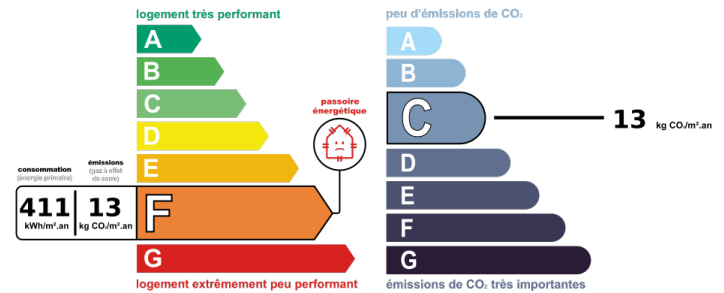 logement très performant
A
B
C
D
E
F
G
passoire
énergétique
consommation
(énergie primaire)
émissions
(gaz à effet
de serre)
411
kWh/m².an
13
kg CO₂/m².an
logement extrêmement peu performant
peu d'émissions de CO₂
A
B
C
13
kg CO₂/m².an
D
E
F
G
émissions de CO₂ très importantes